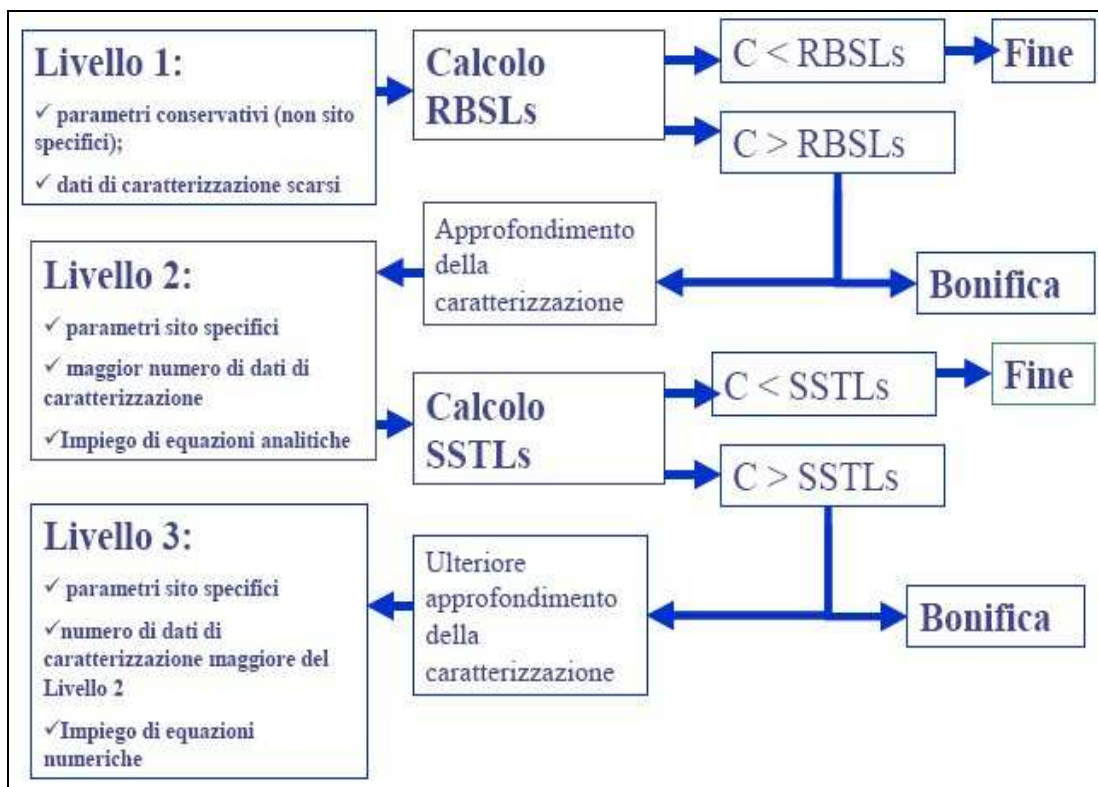 Livello 1:
✓ parametri conservativi (non sito
specifici);
✓ dati di caratterizzazione scarsi
Calcolo
RBSLs
C < RBSLs
Fine
C > RBSLs
Approfondimento
della
caratterizzazione
Bonifica
Livello 2:
✓ parametri sito specifici
✓ maggior numero di dati di
caratterizzazione
✓Impiego di equazioni analitiche
Calcolo
SSTLs
C < SSTLs
Fine
C > SSTLs
Ulteriore
approfondimento
della
caratterizzazione
Bonifica
Livello 3:
✓ parametri sito specifici
✓numero di dati di
caratterizzazione maggiore del
Livello 2
✓Impiego di equazioni
numeriche